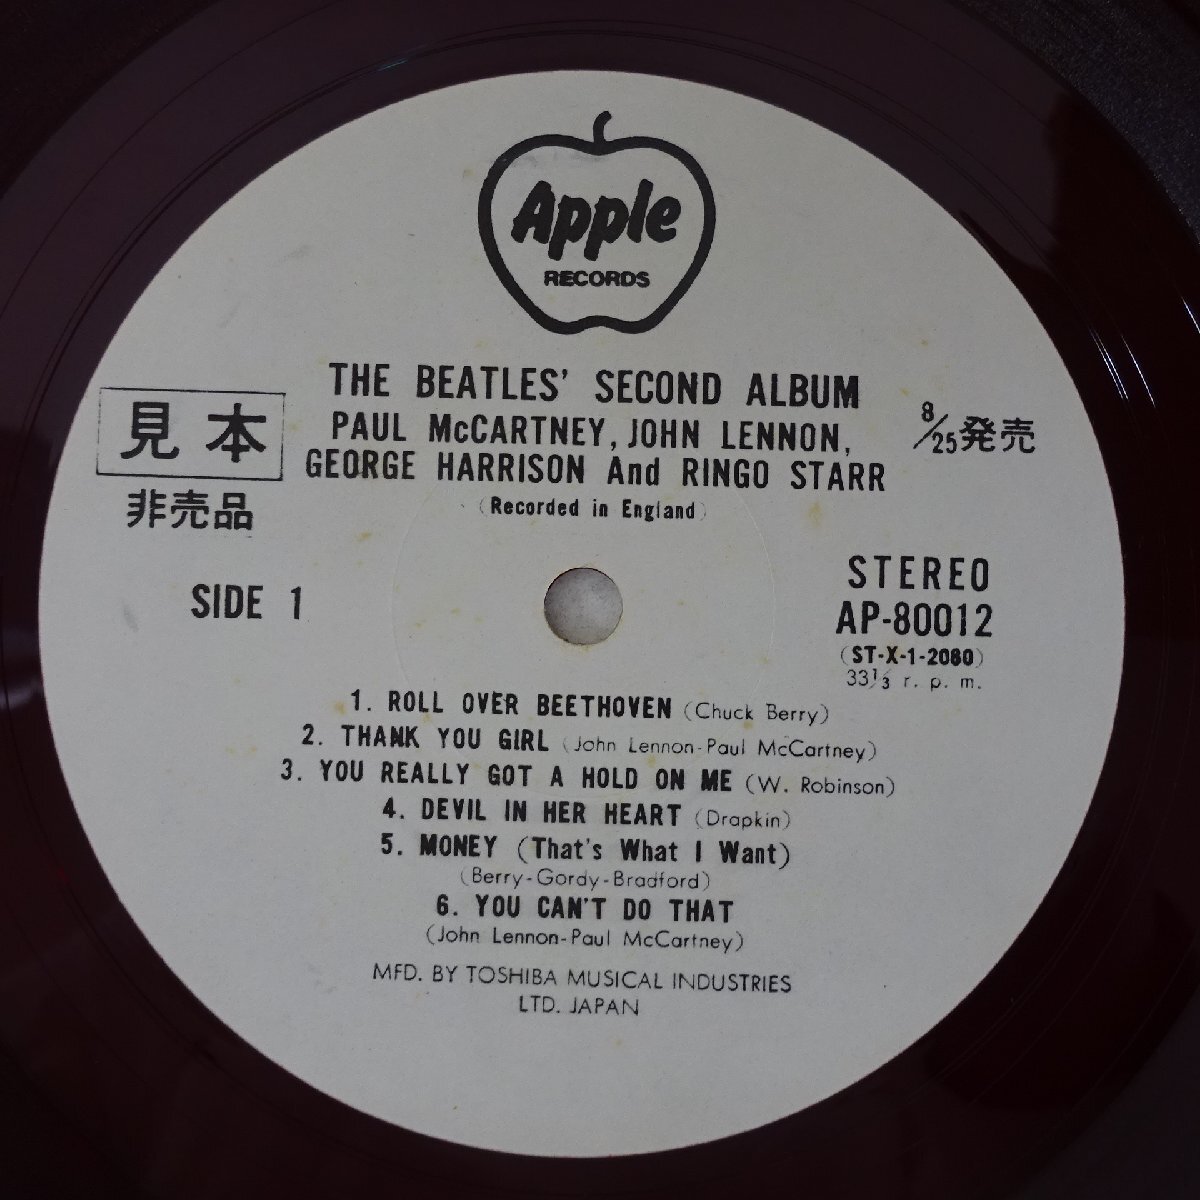 Apple
RECORDS
THE BEATLES' SECOND ALBUM
PAUL McCARTNEY, JOHN LENNON,
GEORGE HARRISON And RINGO STARR
(Recorded in England)
見本
非売品
8/25発売
SIDE 1
STEREO
AP-80012
(ST-X-1-2080)
33⅓ r. p. m.
1. ROLL OVER BEETHOVEN (Chuck Berry)
2. THANK YOU GIRL (John Lennon-Paul McCartney)
3. YOU REALLY GOT A HOLD ON ME (W. Robinson)
4. DEVIL IN HER HEART (Drapkin)
5. MONEY (That's What I Want)
(Berry-Gordy-Bradford)
6. YOU CAN'T DO THAT
(John Lennon-Paul McCartney)
MFD. BY TOSHIBA MUSICAL INDUSTRIES
LTD. JAPAN